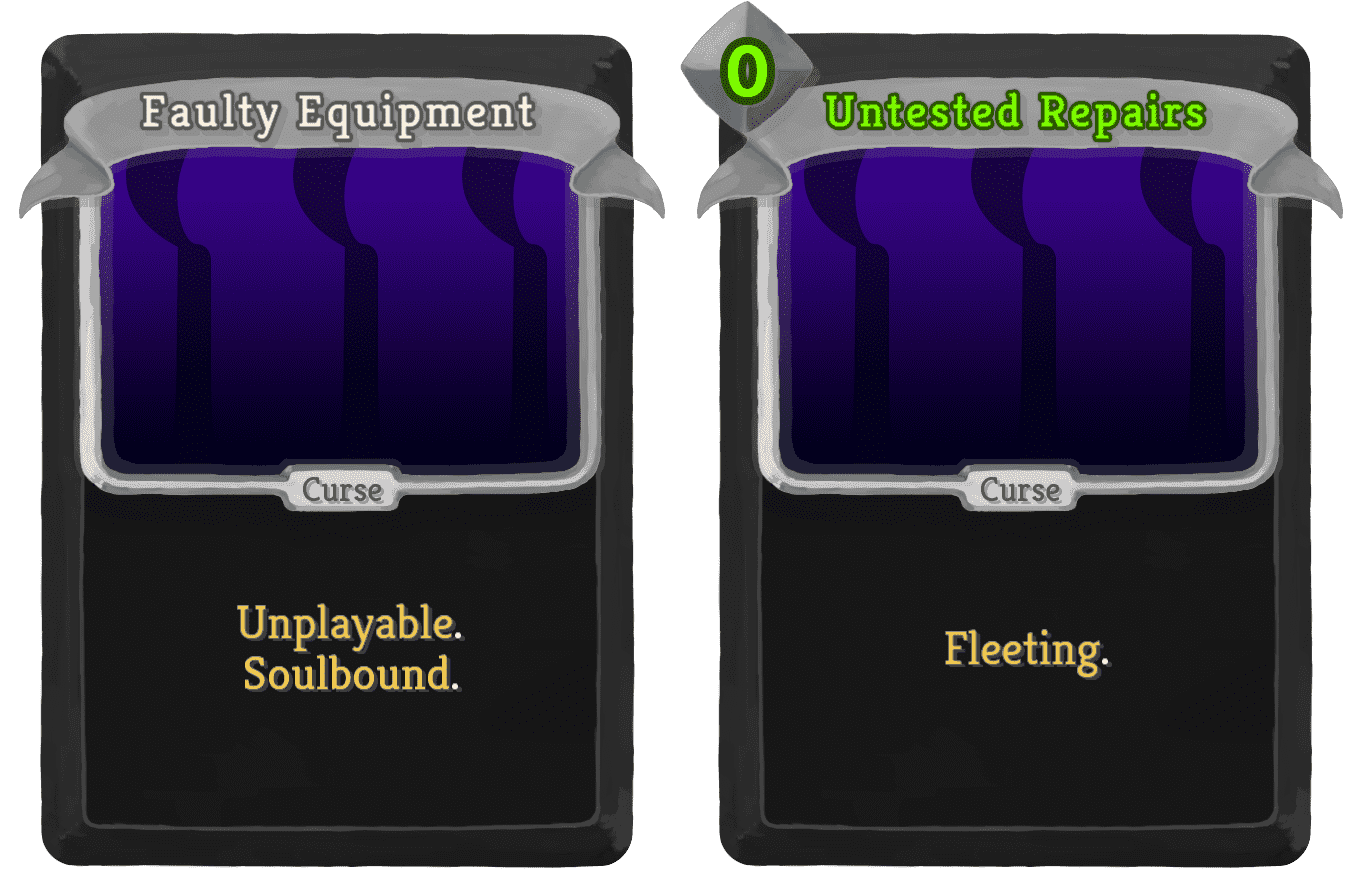 Faulty Equipment
Curse
Unplayable.
Soulbound.
0
Untested Repairs
Curse
Fleeting.